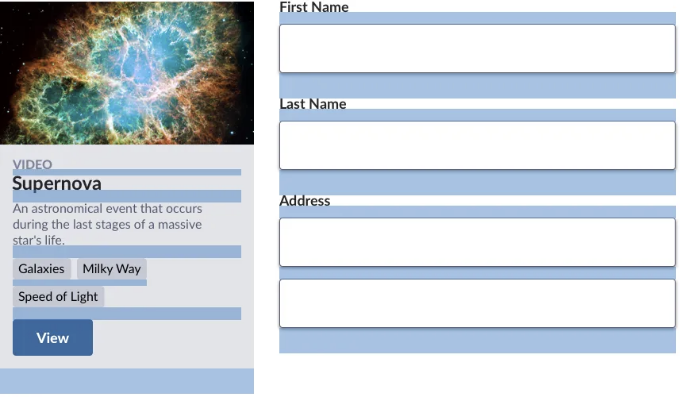 VIDEO
Supernova
An astronomical event that occurs
during the last stages of a massive
star's life.
Galaxies
Milky Way
Speed of Light
View
First Name
Last Name
Address